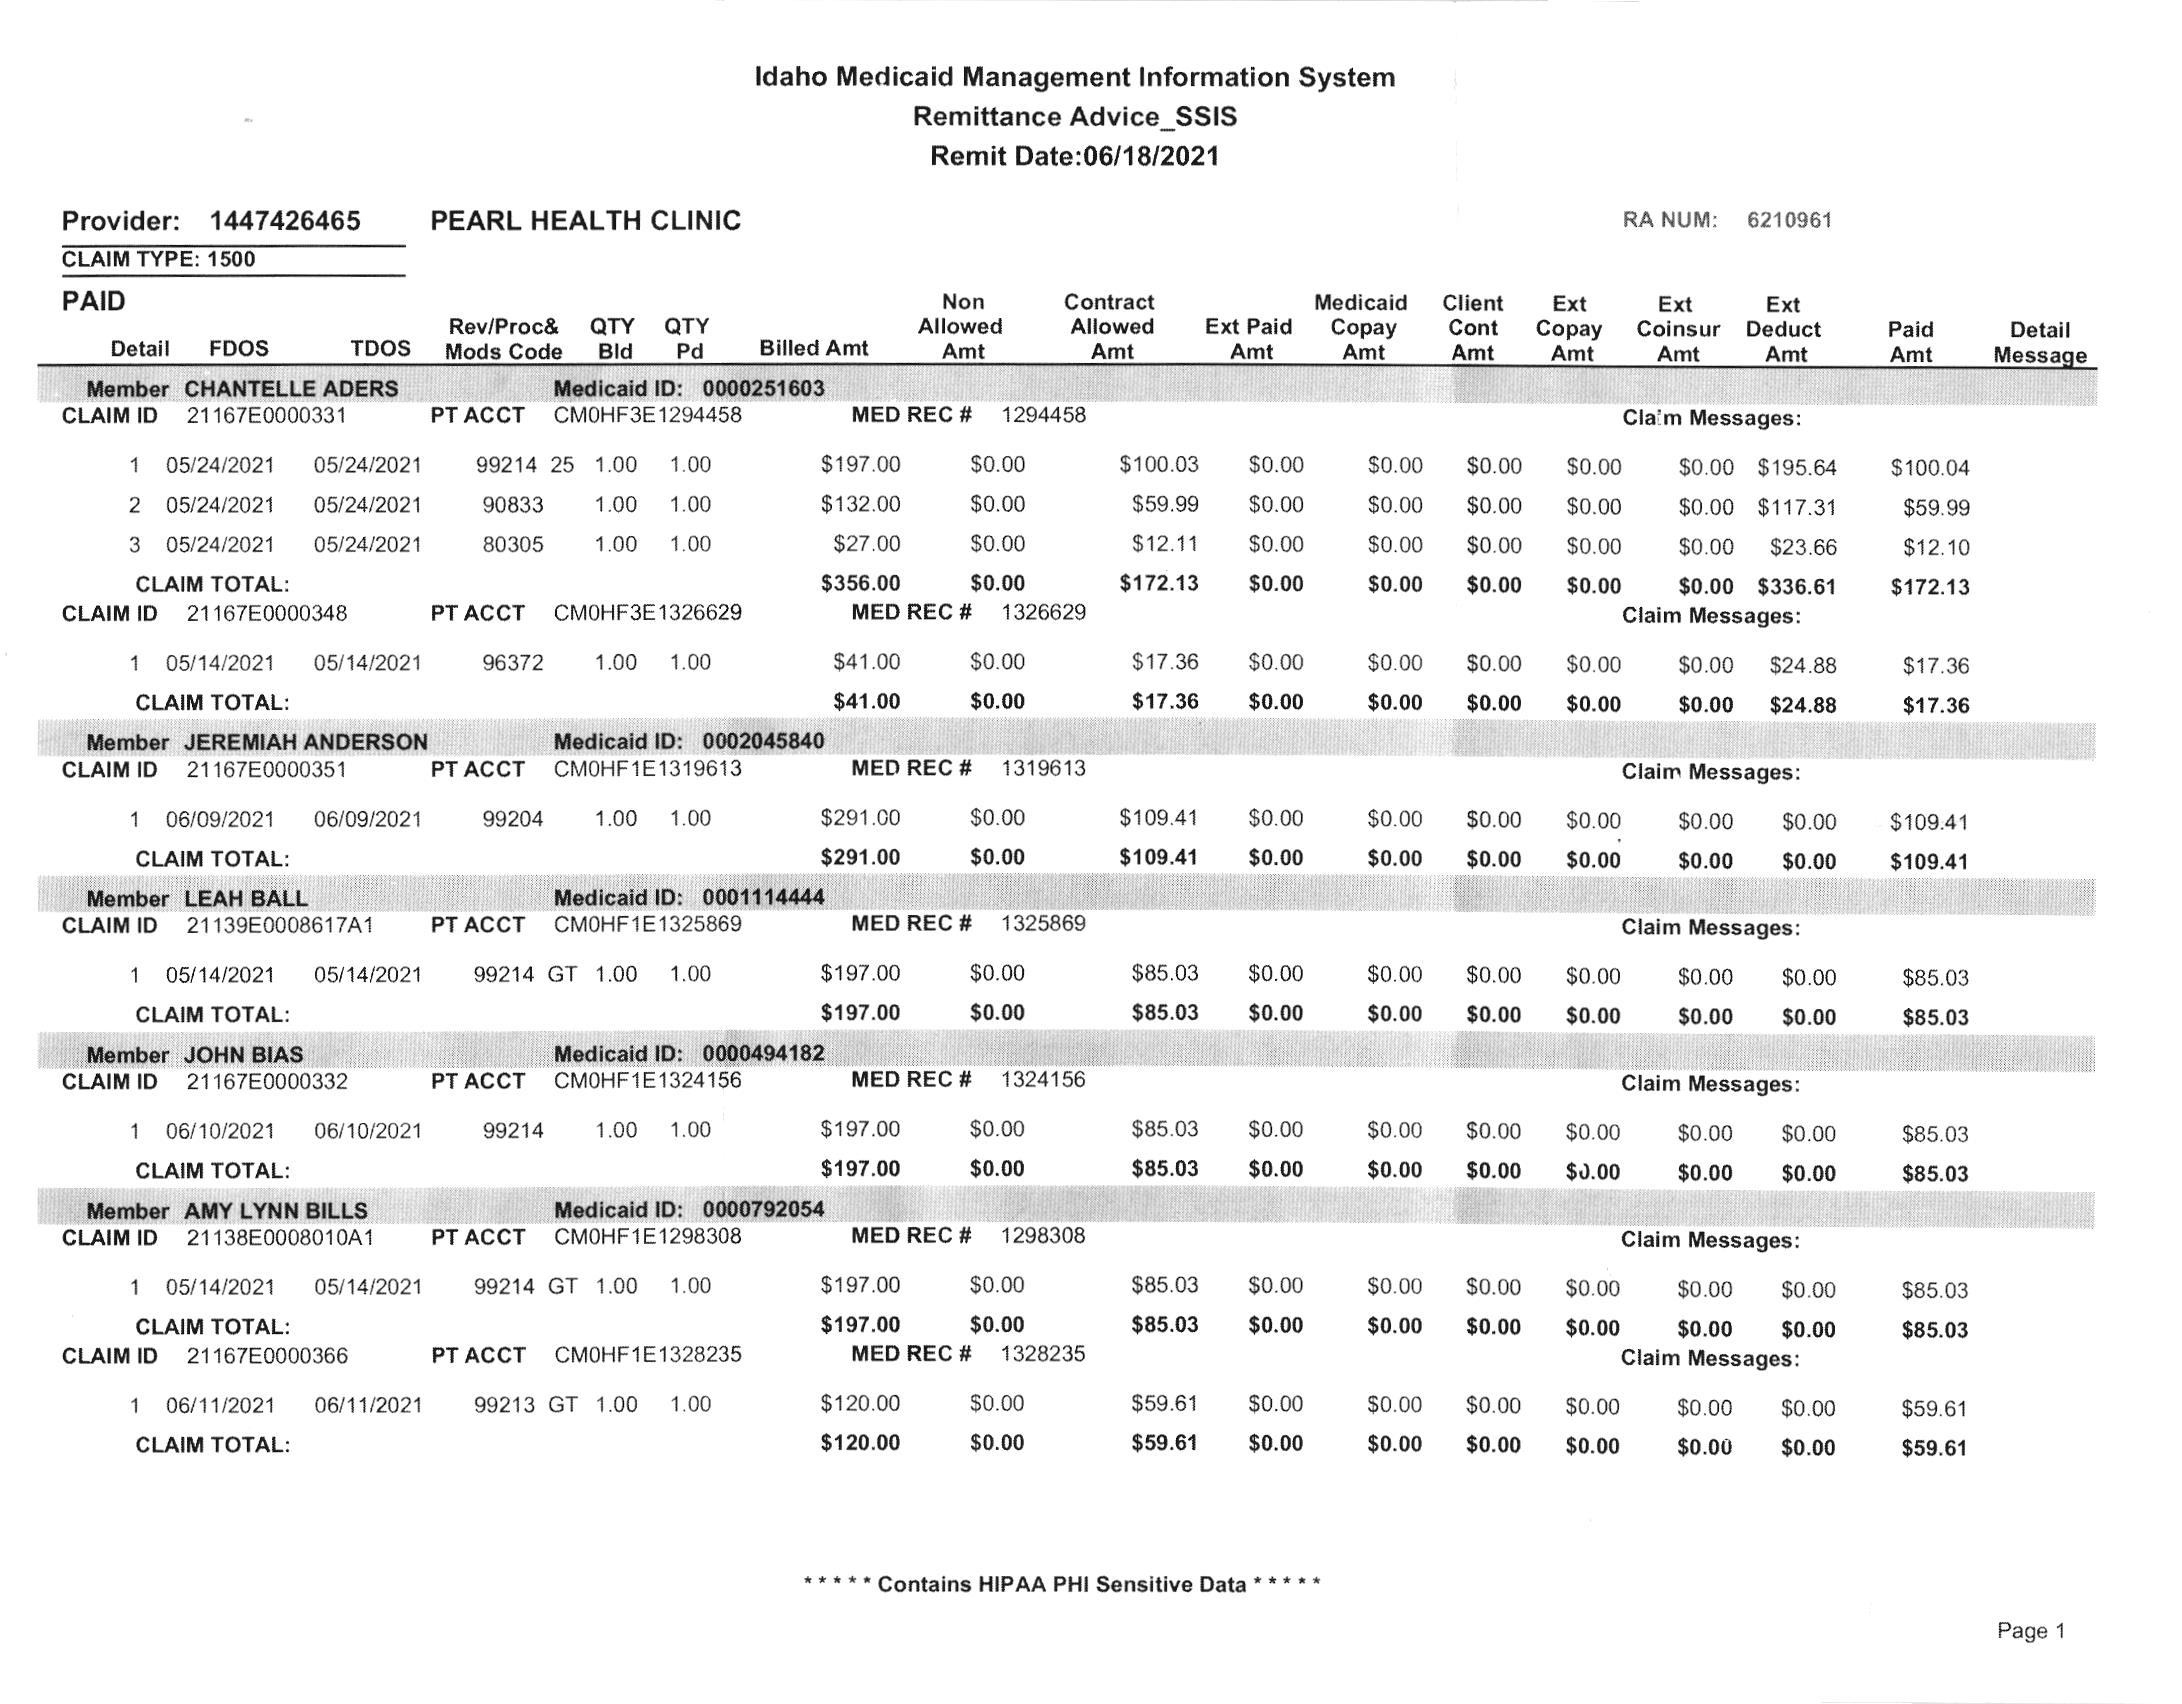 Idaho Medicaid Management Information System
Remittance Advice_SSIS
Remit Date:06/18/2021
Provider: 1447426465 PEARL HEALTH CLINIC RA NUM: 6210961
CLAIM TYPE: 1500
PAID Non Contract Medicaid Client Ext Ext Ext
Rev/Proc& QTY QTY Allowed Allowed Ext Paid Copay Cont Copay Coinsur Deduct Paid Detail
Detail FDOS TDOS Mods Code Bld Pd Billed Amt Amt Amt Amt Amt Amt Amt Amt Amt Amt Message
Member CHANTELLE ADERS Medicaid ID: 0000251603
CLAIM ID 21167E0000331 PT ACCT CM0HF3E1294458 MED REC # 1294458 Claim Messages:
1 05/24/2021 05/24/2021 99214 25 1.00 1.00 $197.00 $0.00 $100.03 $0.00 $0.00 $0.00 $0.00 $0.00 $195.64 $100.04
2 05/24/2021 05/24/2021 90833 1.00 1.00 $132.00 $0.00 $59.99 $0.00 $0.00 $0.00 $0.00 $0.00 $117.31 $59.99
3 05/24/2021 05/24/2021 80305 1.00 1.00 $27.00 $0.00 $12.11 $0.00 $0.00 $0.00 $0.00 $0.00 $23.66 $12.10
CLAIM TOTAL: $356.00 $0.00 $172.13 $0.00 $0.00 $0.00 $0.00 $0.00 $336.61 $172.13
CLAIM ID 21167E0000348 PT ACCT CM0HF3E1326629 MED REC # 1326629 Claim Messages:
1 05/14/2021 05/14/2021 96372 1.00 1.00 $41.00 $0.00 $17.36 $0.00 $0.00 $0.00 $0.00 $0.00 $24.88 $17.36
CLAIM TOTAL: $41.00 $0.00 $17.36 $0.00 $0.00 $0.00 $0.00 $0.00 $24.88 $17.36
Member JEREMIAH ANDERSON Medicaid ID: 0002045840
CLAIM ID 21167E0000351 PT ACCT CM0HF1E1319613 MED REC # 1319613 Claim Messages:
1 06/09/2021 06/09/2021 99204 1.00 1.00 $291.00 $0.00 $109.41 $0.00 $0.00 $0.00 $0.00 $0.00 $0.00 $109.41
CLAIM TOTAL: $291.00 $0.00 $109.41 $0.00 $0.00 $0.00 $0.00 $0.00 $0.00 $109.41
Member LEAH BALL Medicaid ID: 0001114444
CLAIM ID 21139E0008617A1 PT ACCT CM0HF1E1325869 MED REC # 1325869 Claim Messages:
1 05/14/2021 05/14/2021 99214 GT 1.00 1.00 $197.00 $0.00 $85.03 $0.00 $0.00 $0.00 $0.00 $0.00 $0.00 $85.03
CLAIM TOTAL: $197.00 $0.00 $85.03 $0.00 $0.00 $0.00 $0.00 $0.00 $0.00 $85.03
Member JOHN BIAS Medicaid ID: 0000494182
CLAIM ID 21167E0000332 PT ACCT CM0HF1E1324156 MED REC # 1324156 Claim Messages:
1 06/10/2021 06/10/2021 99214 1.00 1.00 $197.00 $0.00 $85.03 $0.00 $0.00 $0.00 $0.00 $0.00 $0.00 $85.03
CLAIM TOTAL: $197.00 $0.00 $85.03 $0.00 $0.00 $0.00 $0.00 $0.00 $0.00 $85.03
Member AMY LYNN BILLS Medicaid ID: 0000792054
CLAIM ID 21138E0008010A1 PT ACCT CM0HF1E1298308 MED REC # 1298308 Claim Messages:
1 05/14/2021 05/14/2021 99214 GT 1.00 1.00 $197.00 $0.00 $85.03 $0.00 $0.00 $0.00 $0.00 $0.00 $0.00 $85.03
CLAIM TOTAL: $197.00 $0.00 $85.03 $0.00 $0.00 $0.00 $0.00 $0.00 $0.00 $85.03
CLAIM ID 21167E0000366 PT ACCT CM0HF1E1328235 MED REC # 1328235 Claim Messages:
1 06/11/2021 06/11/2021 99213 GT 1.00 1.00 $120.00 $0.00 $59.61 $0.00 $0.00 $0.00 $0.00 $0.00 $0.00 $59.61
CLAIM TOTAL: $120.00 $0.00 $59.61 $0.00 $0.00 $0.00 $0.00 $0.00 $0.00 $59.61
* * * * * Contains HIPAA PHI Sensitive Data * * * * *
Page 1